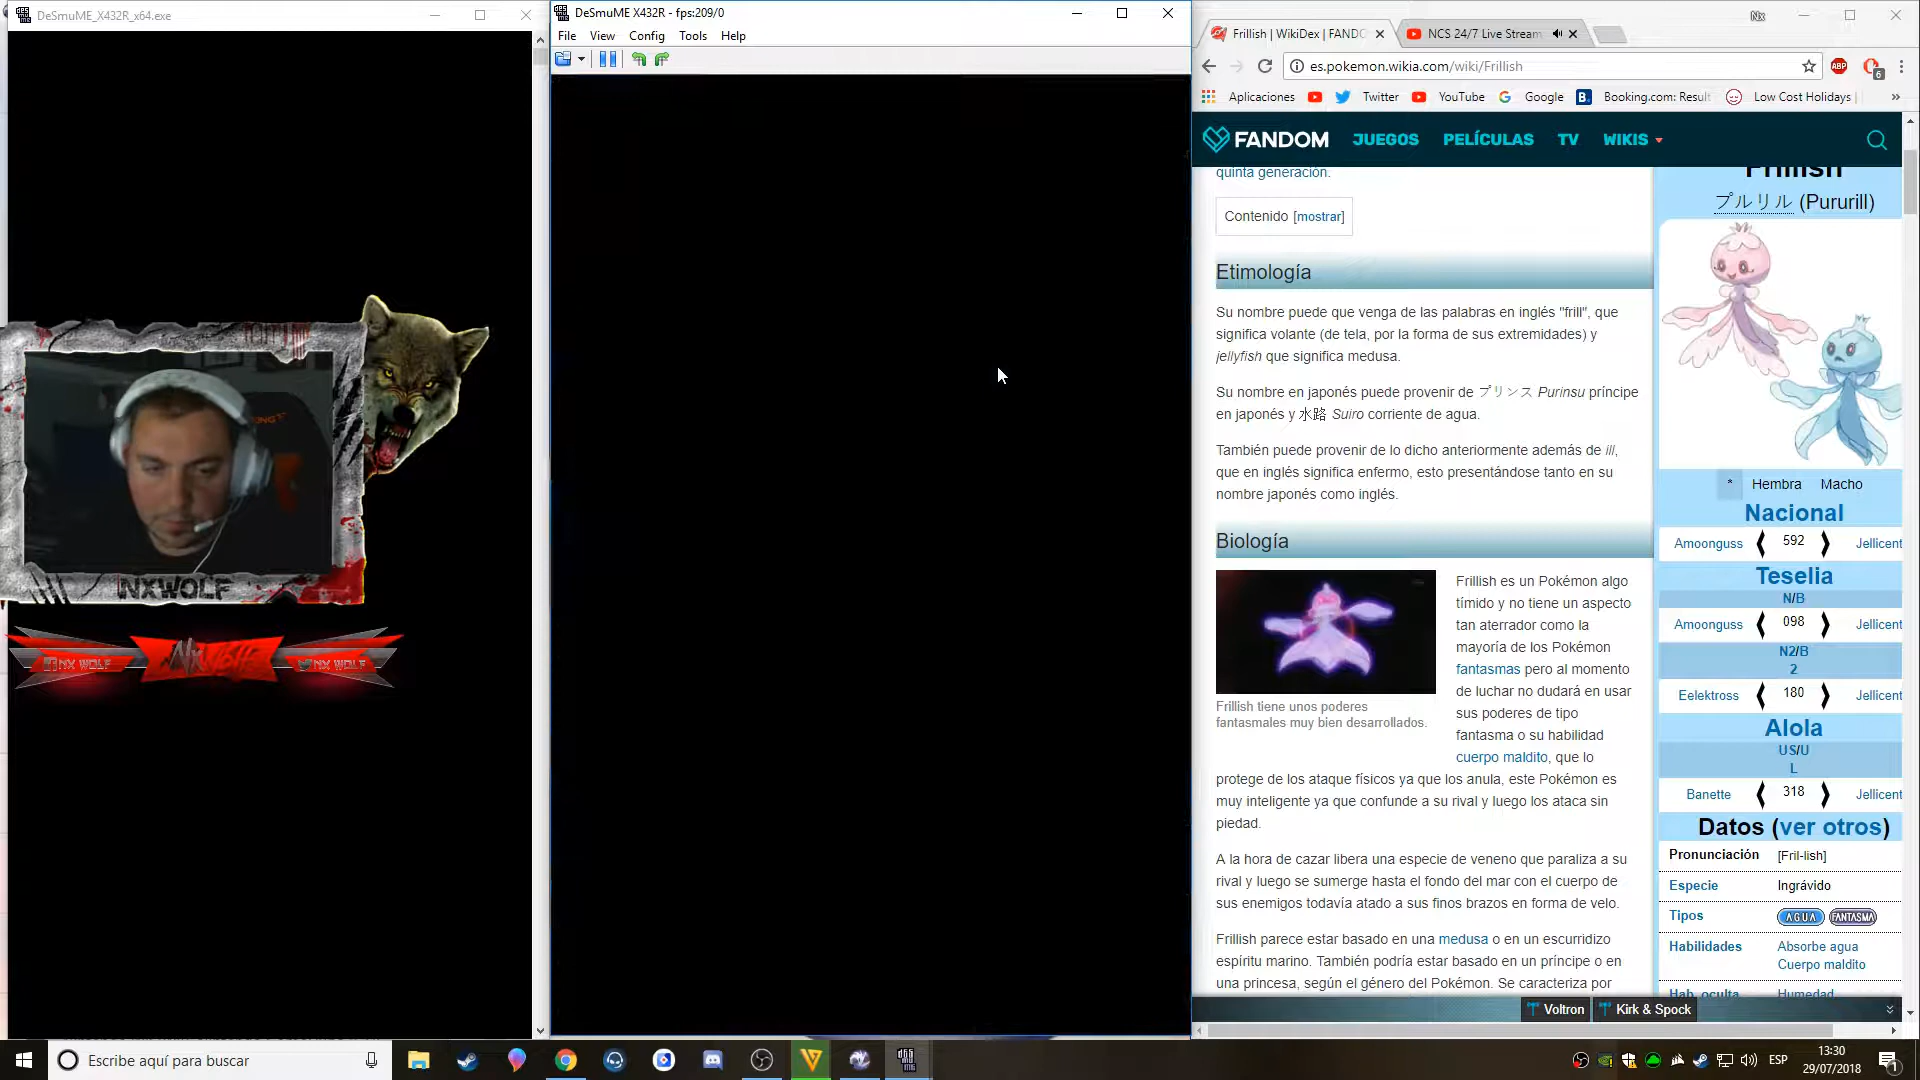 DeSmuME_X432R_x64.exe
NXWOLF
NX WOLF
NxWolf
NX WOLF
DeSmuME X432R - fps:209/0
File View Config Tools Help
Nx
Frillish | WikiDex | FANDO
NCS 24/7 Live Stream
es.pokemon.wikia.com/wiki/Frillish
ABP
6
Aplicaciones Twitter YouTube Google Booking.com: Result Low Cost Holidays »
FANDOM JUEGOS PELÍCULAS TV WIKIS
quinta generación.
Contenido [mostrar]
Etimología
Su nombre puede que venga de las palabras en inglés "frill", que
significa volante (de tela, por la forma de sus extremidades) y
jellyfish que significa medusa.
Su nombre en japonés puede provenir de プリンス Purinsu príncipe
en japonés y 水路 Suiro corriente de agua.
También puede provenir de lo dicho anteriormente además de ill,
que en inglés significa enfermo, esto presentándose tanto en su
nombre japonés como inglés.
Biología
Frillish tiene unos poderes
fantasmales muy bien desarrollados.
Frillish es un Pokémon algo
tímido y no tiene un aspecto
tan aterrador como la
mayoría de los Pokémon
fantasmas pero al momento
de luchar no dudará en usar
sus poderes de tipo
fantasma o su habilidad
cuerpo maldito, que lo
protege de los ataque físicos ya que los anula, este Pokémon es
muy inteligente ya que confunde a su rival y luego los ataca sin
piedad.
A la hora de cazar libera una especie de veneno que paraliza a su
rival y luego se sumerge hasta el fondo del mar con el cuerpo de
sus enemigos todavía atado a sus finos brazos en forma de velo.
Frillish parece estar basado en una medusa o en un escurridizo
espíritu marino. También podría estar basado en un príncipe o en
una princesa, según el género del Pokémon. Se caracteriza por
Frillish
プルリル (Pururill)
* Hembra Macho
Nacional
Amoonguss 592 Jellicent
Teselia
N/B
Amoonguss 098 Jellicent
N2/B
2
Eelektross 180 Jellicent
Alola
US/U
L
Banette 318 Jellicent
Datos (ver otros)
Pronunciación [Fril-lish]
Especie Ingrávido
Tipos AGUA FANTASMA
Habilidades Absorbe agua
Cuerpo maldito
Hab. oculta Humedad
Voltron Kirk & Spock
Escribe aquí para buscar
ESP
13:30
29/07/2018
1